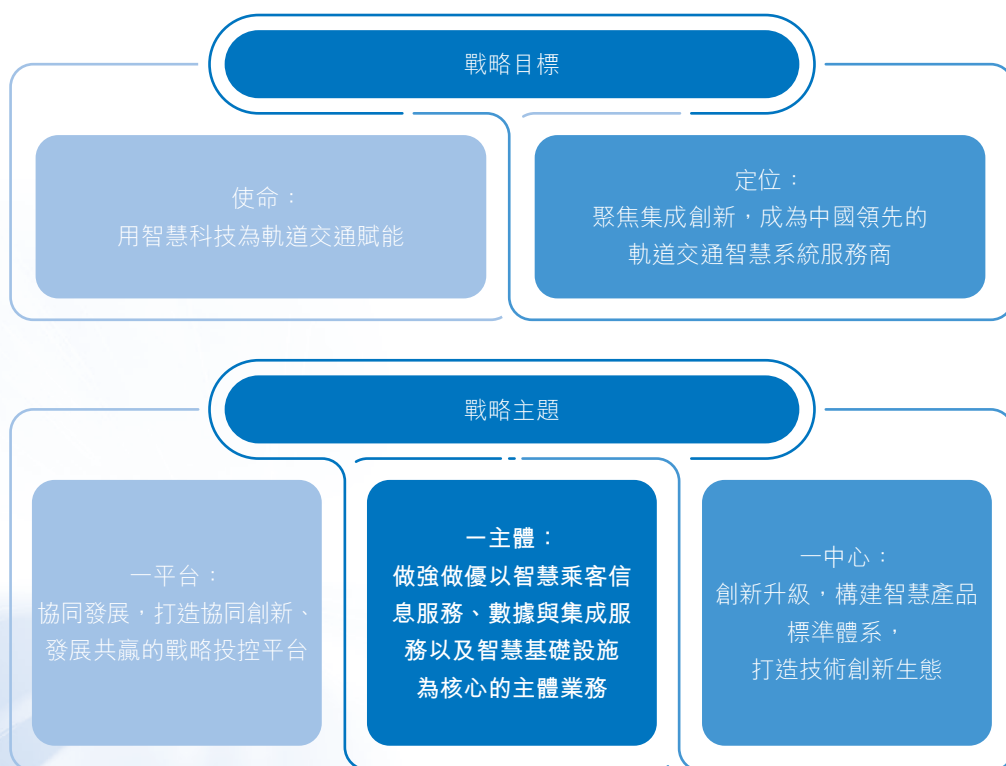 戰略目標
使命：
用智慧科技為軌道交通賦能
定位：
聚焦集成創新，成為中國領先的
軌道交通智慧系統服務商
戰略主題
一平台：
協同發展，打造協同創新、
發展共贏的戰略投控平台
一主體：
做強做優以智慧乘客信
息服務、數據與集成服
務以及智慧基礎設施
為核心的主體業務
一中心：
創新升級，構建智慧產品
標準體系，
打造技術創新生態